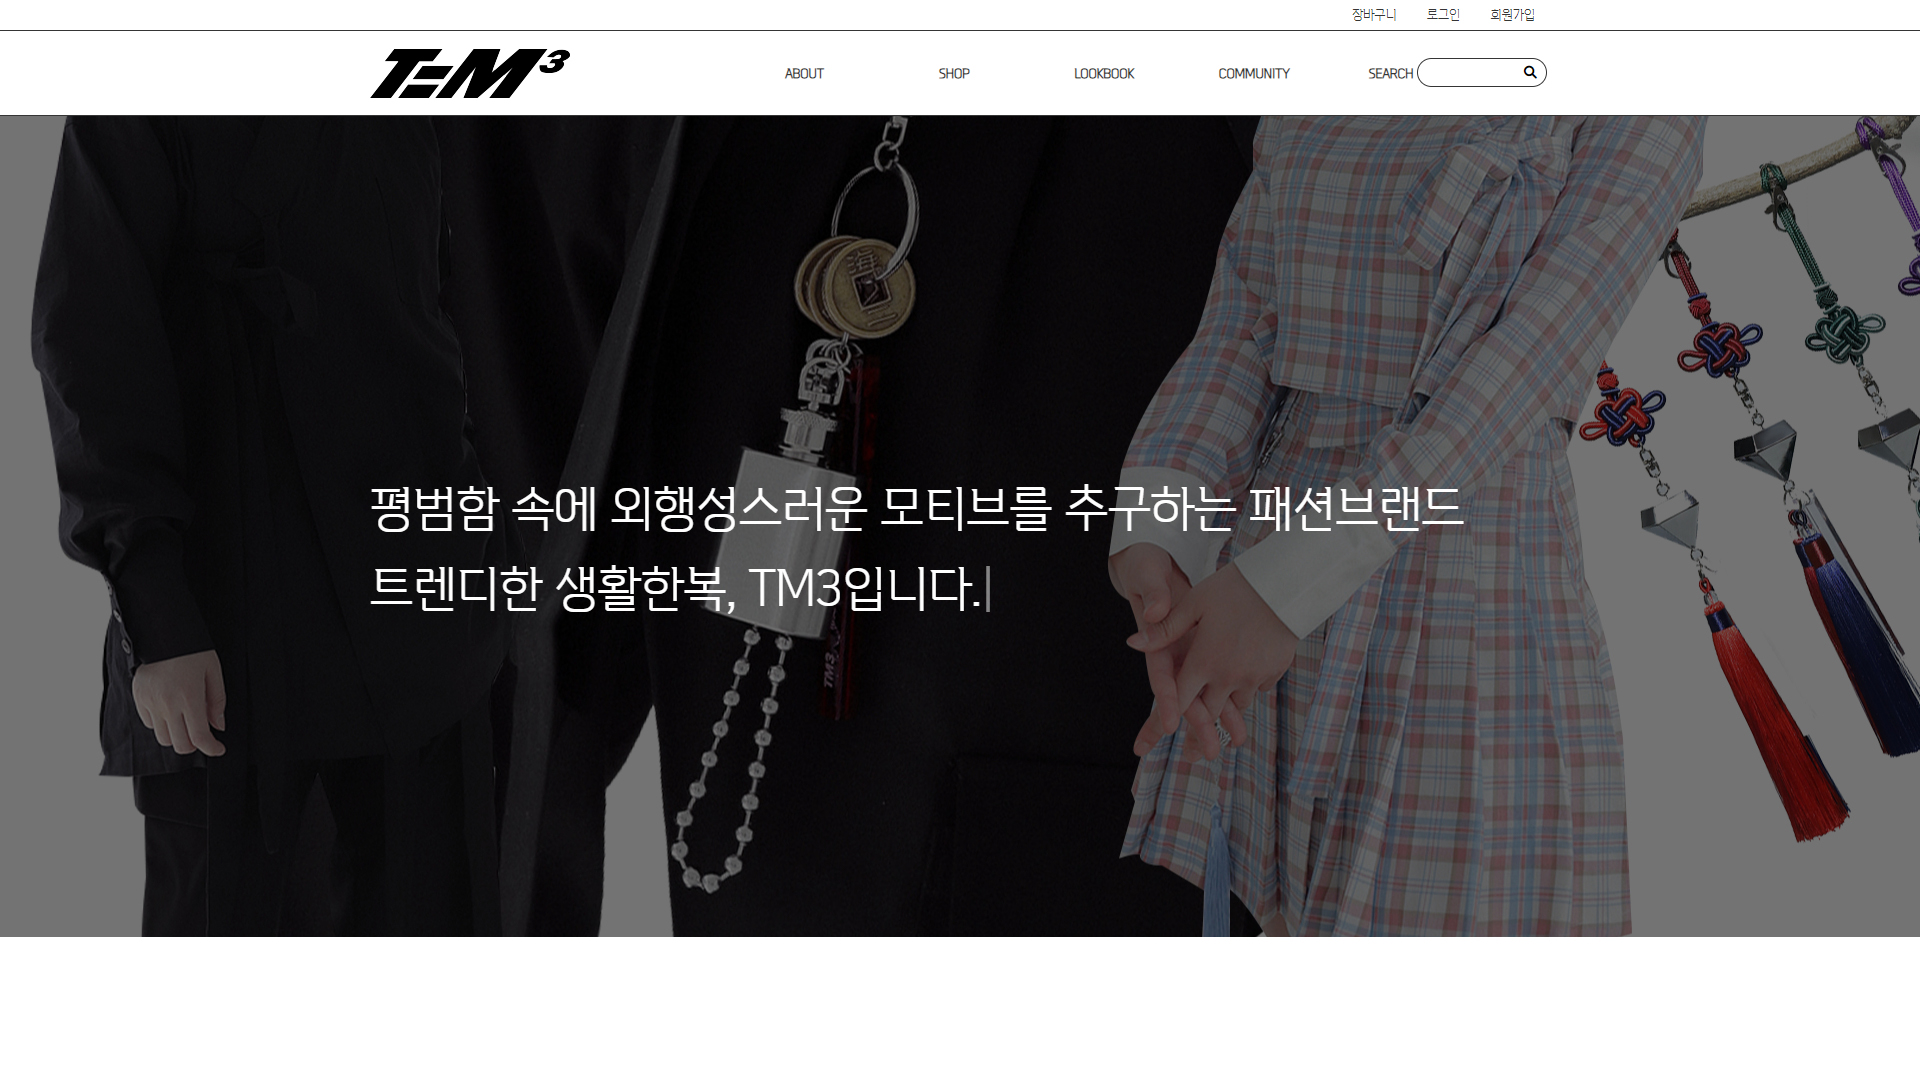 장바구니 로그인 회원가입
TM3
ABOUT SHOP LOOKBOOK COMMUNITY SEARCH
평범함 속에 외행성스러운 모티브를 추구하는 패션브랜드
트렌디한 생활한복, TM3입니다.
TM3